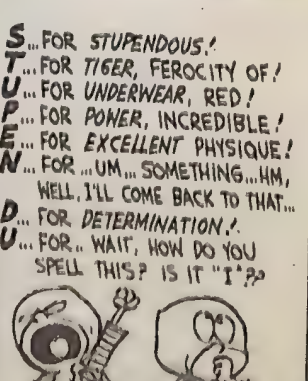 S... FOR STUPENDOUS!
T... FOR TIGER, FEROCITY OF!
U... FOR UNDERWEAR, RED!
P... FOR POWER, INCREDIBLE!
E... FOR EXCELLENT PHYSIQUE!
N... FOR ...UM... SOMETHING...HM,
WELL, I'LL COME BACK TO THAT...
D... FOR DETERMINATION!
U... FOR.. WAIT, HOW DO YOU
SPELL THIS? IS IT "I"??